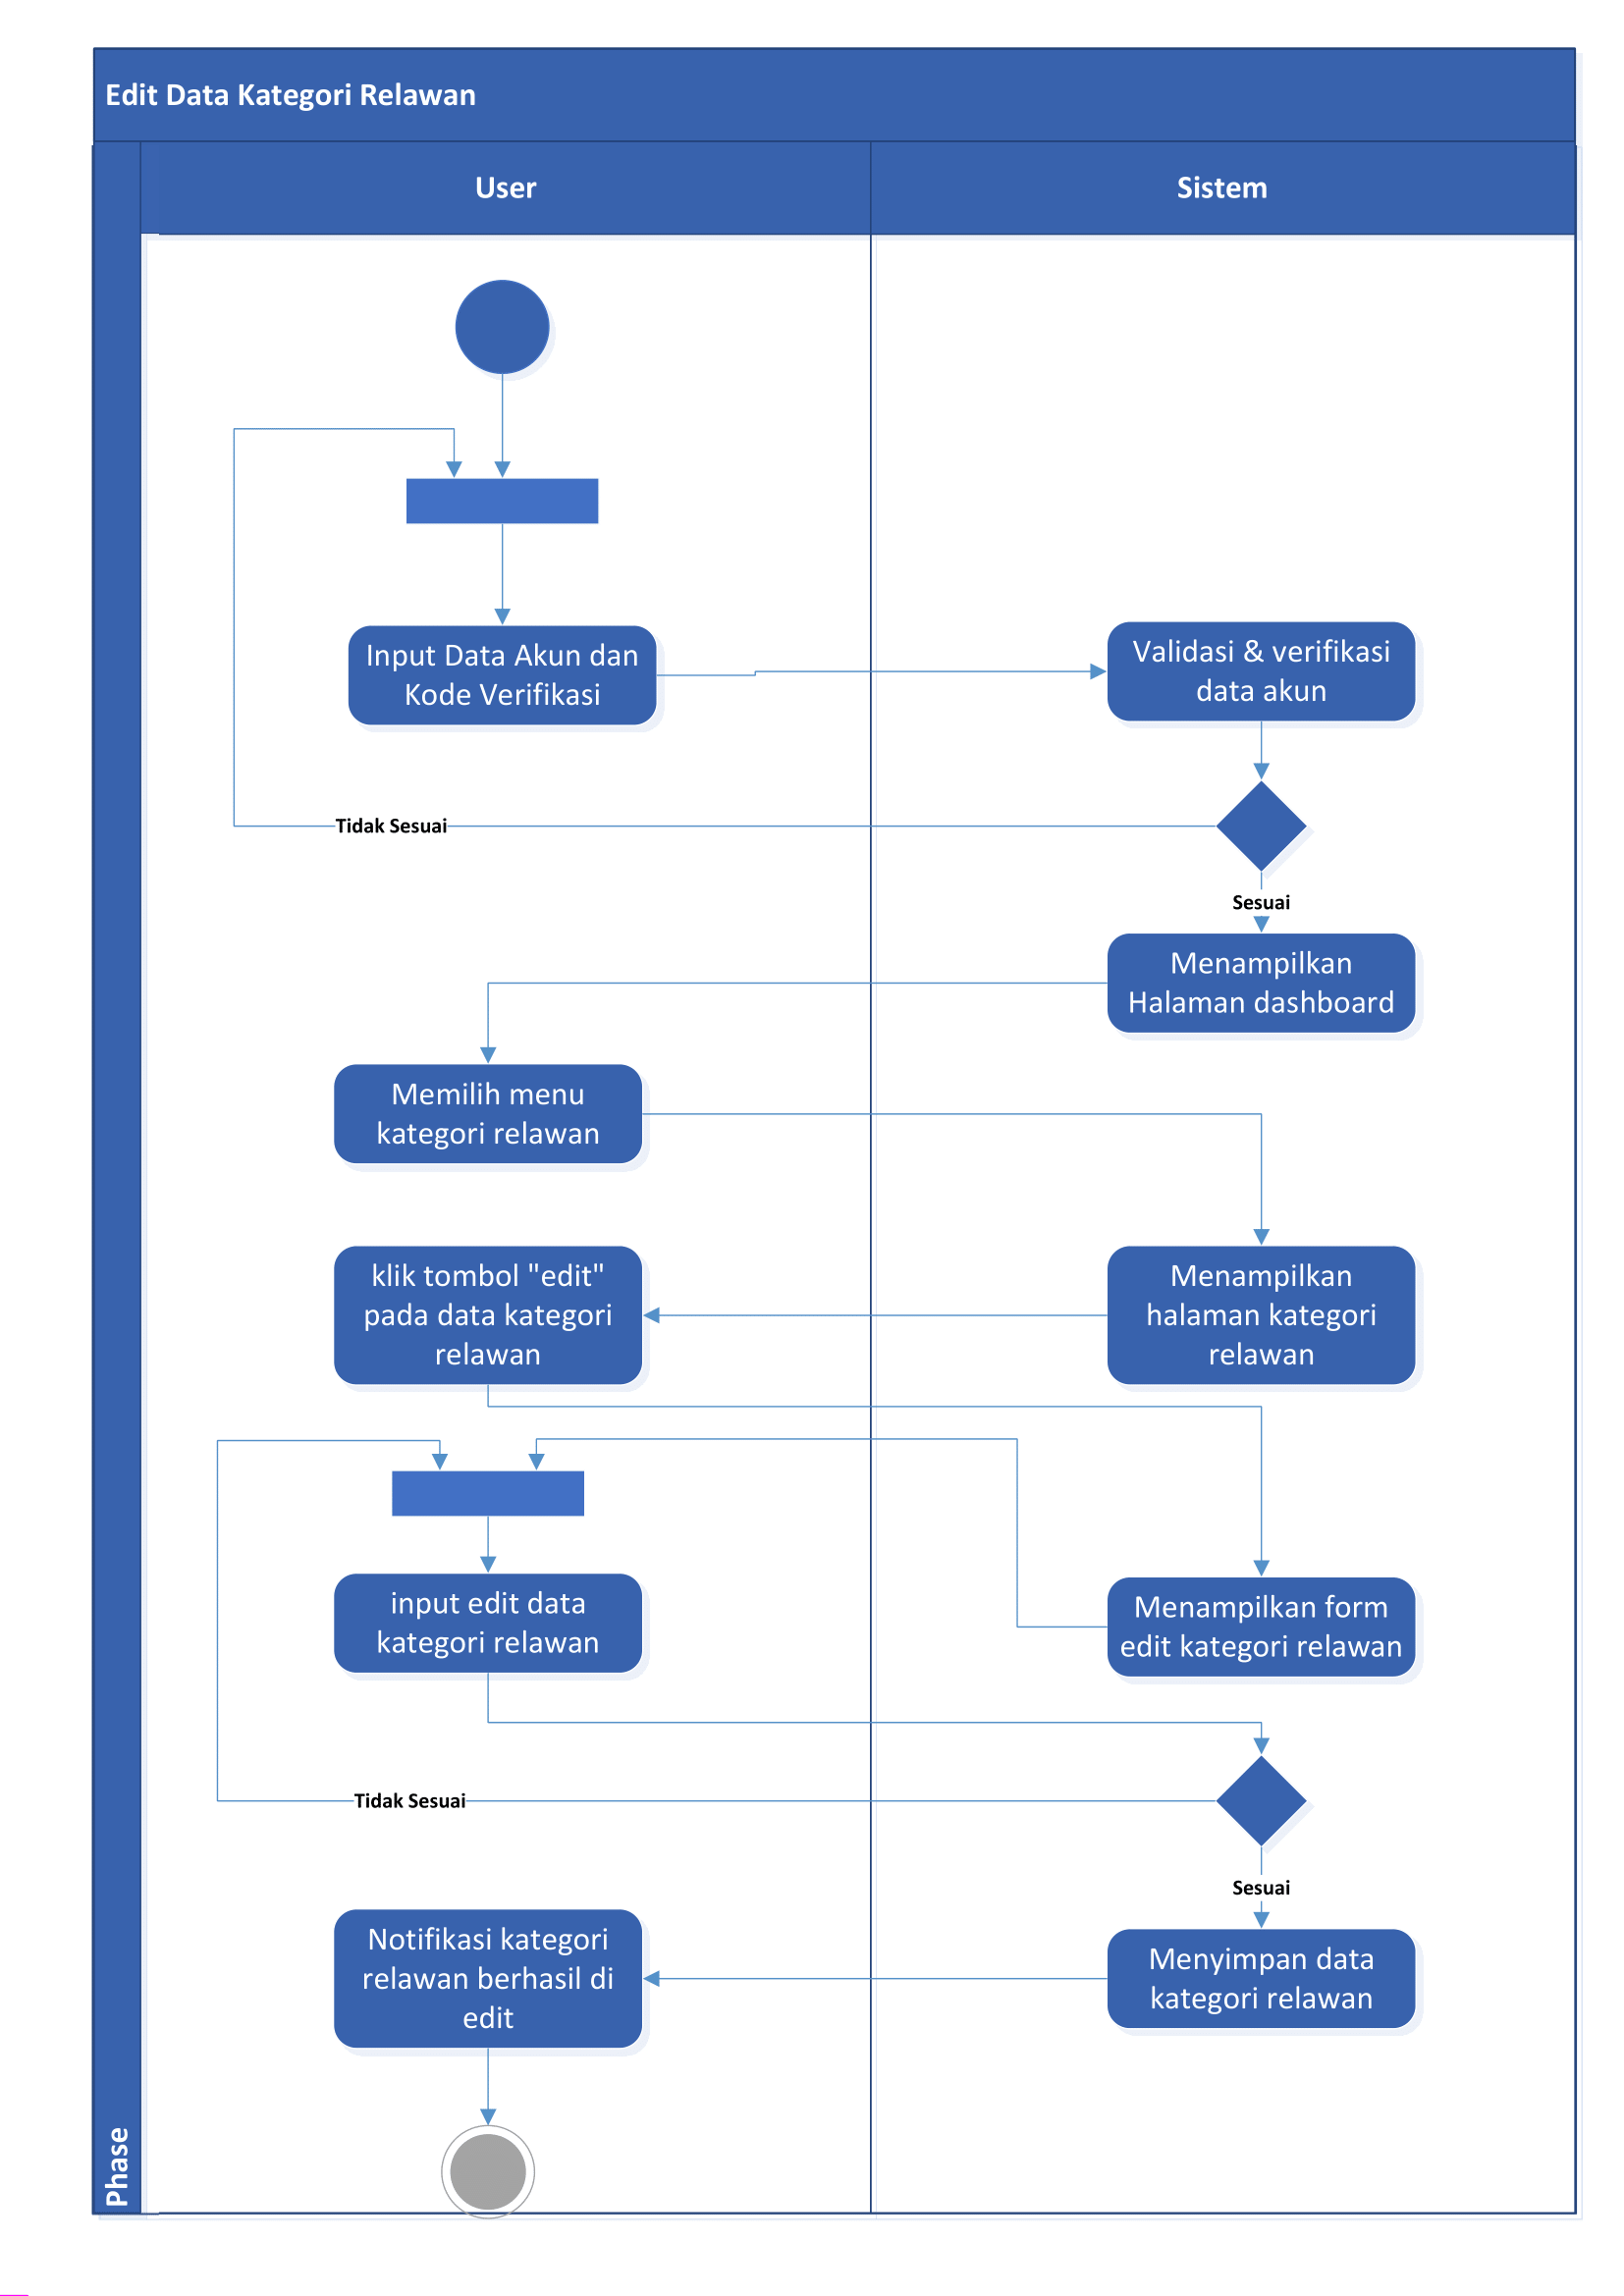 Edit Data Kategori Relawan
User
Sistem
Input Data Akun dan
Kode Verifikasi
Validasi & verifikasi
data akun
Tidak Sesuai
Sesuai
Menampilkan
Halaman dashboard
Memilih menu
kategori relawan
klik tombol "edit"
pada data kategori
relawan
Menampilkan
halaman kategori
relawan
input edit data
kategori relawan
Menampilkan form
edit kategori relawan
Tidak Sesuai
Sesuai
Notifikasi kategori
relawan berhasil di
edit
Menyimpan data
kategori relawan
Phase